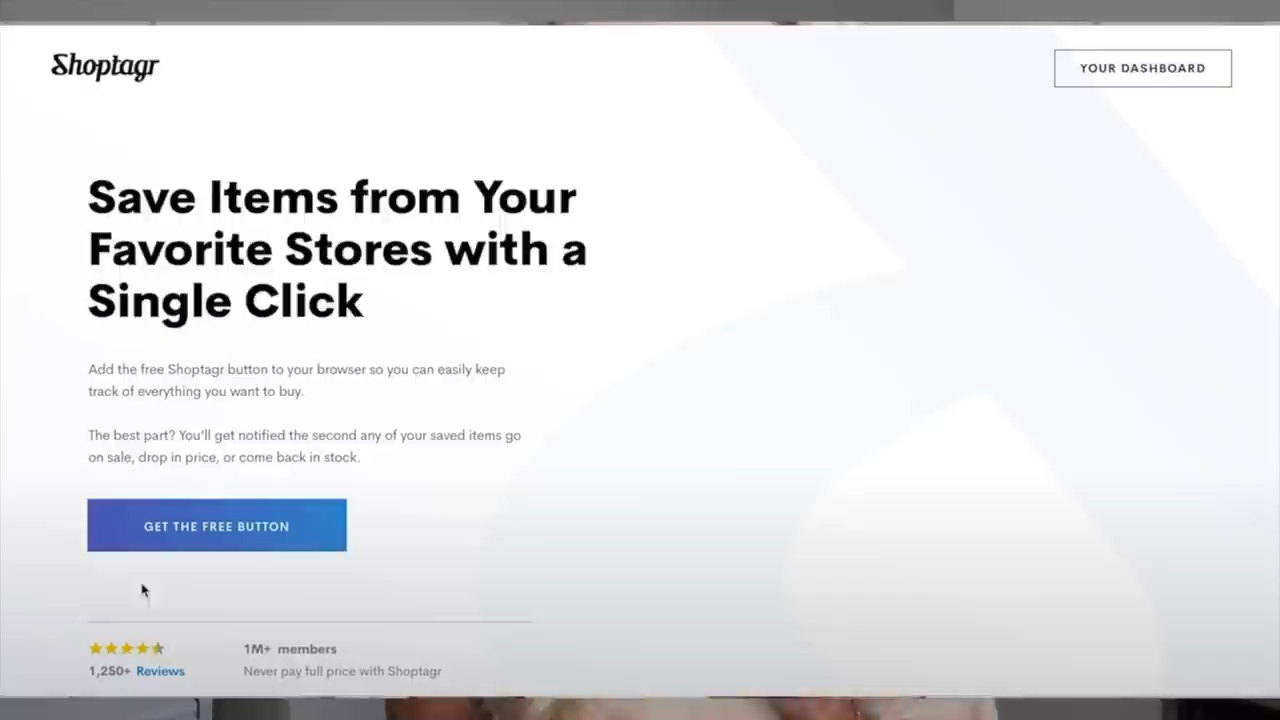 Shoptagr
YOUR DASHBOARD
Save Items from Your
Favorite Stores with a
Single Click
Add the free Shoptagr button to your browser so you can easily keep
track of everything you want to buy.
The best part? You'll get notified the second any of your saved items go
on sale, drop in price, or come back in stock.
GET THE FREE BUTTON
1M+ members
1,250+ Reviews
Never pay full price with Shoptagr